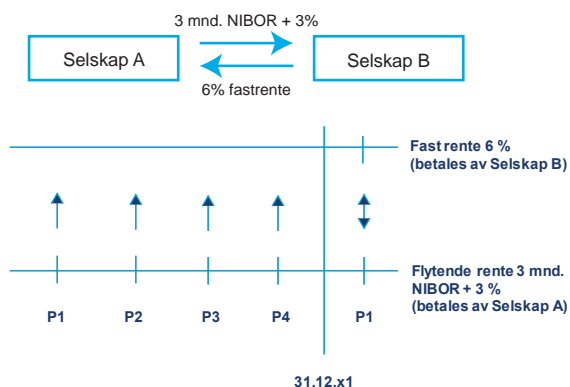 3 mnd. NIBOR + 3%
Selskap A
Selskap B
6% fastrente
Fast rente 6 %
(betales av Selskap B)
Flytende rente 3 mnd.
NIBOR + 3 %
(betales av Selskap A)
P1 P2 P3 P4 P1
31.12.x1